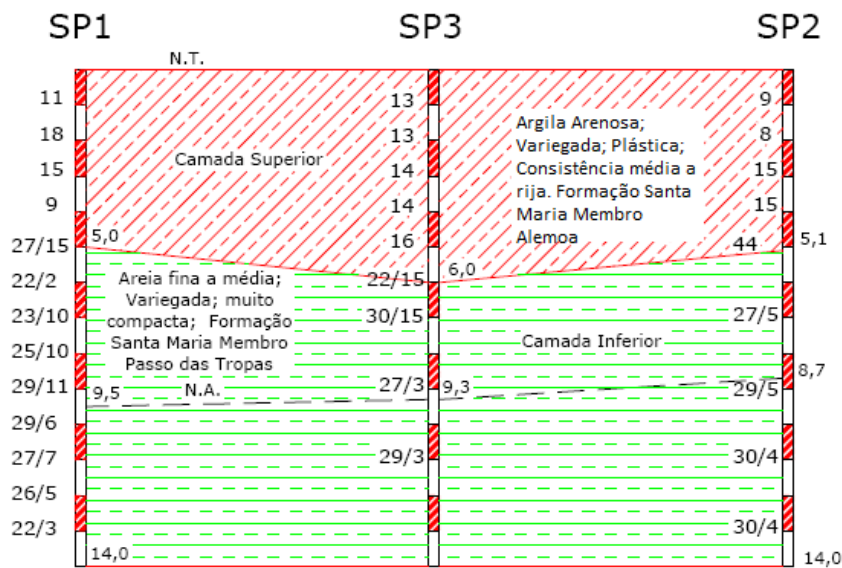 SP1
SP3
SP2
N.T.
11
18
15
9
27/15
22/2
23/10
25/10
29/11
29/6
27/7
26/5
22/3
Camada Superior
5,0
Areia fina a média;
Variegada; muito
compacta; Formação
Santa Maria Membro
Passo das Tropas
9,5
N.A.
14,0
13
13
14
14
16
22/15
30/15
27/3
29/3
6,0
9,3
Argila Arenosa;
Variegada; Plástica;
Consistência média a
rija. Formação Santa
Maria Membro
Alemoa
Camada Inferior
9
8
15
15
44
27/5
29/5
30/4
30/4
5,1
8,7
14,0